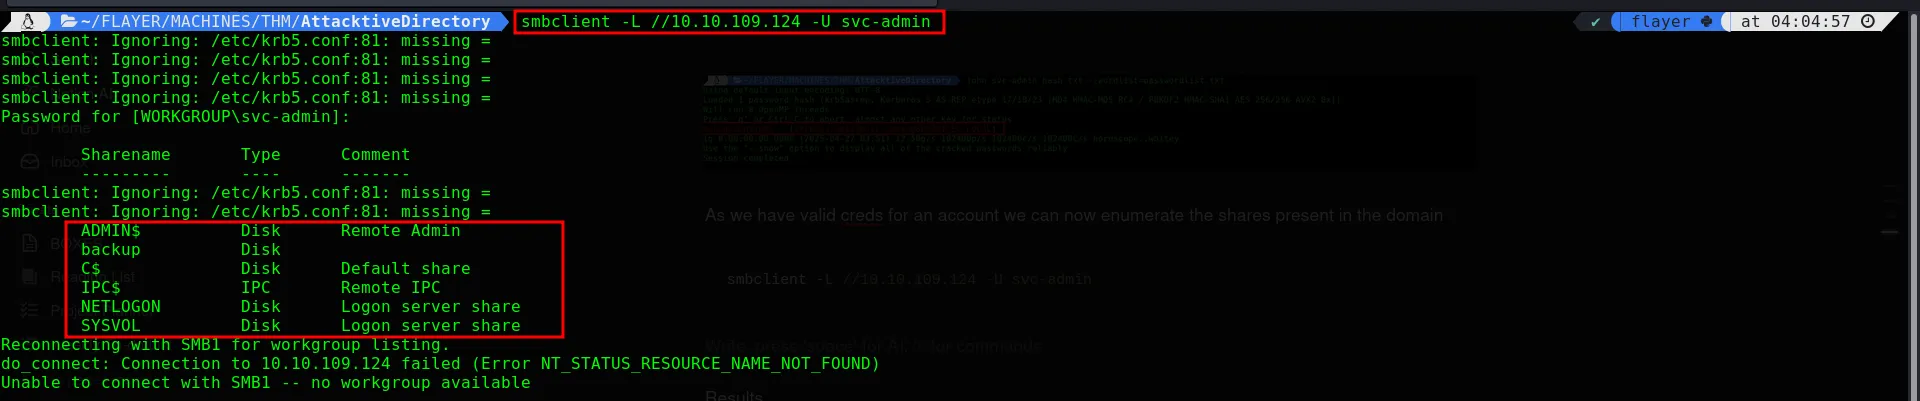 ~/FLAYER/MACHINES/THM/AttacktiveDirectory smbclient -L //10.10.109.124 -U svc-admin ✔ flayer at 04:04:57
smbclient: Ignoring: /etc/krb5.conf:81: missing =
smbclient: Ignoring: /etc/krb5.conf:81: missing =
smbclient: Ignoring: /etc/krb5.conf:81: missing =
smbclient: Ignoring: /etc/krb5.conf:81: missing =
Password for [WORKGROUP\svc-admin]:
Home
Sharename Type Comment
Inbox
--------- ---- -------
smbclient: Ignoring: /etc/krb5.conf:81: missing =
smbclient: Ignoring: /etc/krb5.conf:81: missing =
As we have valid creds for an account we can now enumerate the shares present in the domain
ADMIN$ Disk Remote Admin
backup Disk
C$ Disk Default share
smbclient -L //10.10.109.124 -U svc-admin
IPC$ IPC Remote IPC
NETLOGON Disk Logon server share
SYSVOL Disk Logon server share
Reconnecting with SMB1 for workgroup listing.
do_connect: Connection to 10.10.109.124 failed (Error NT_STATUS_RESOURCE_NAME_NOT_FOUND)
Unable to connect with SMB1 -- no workgroup available
Results